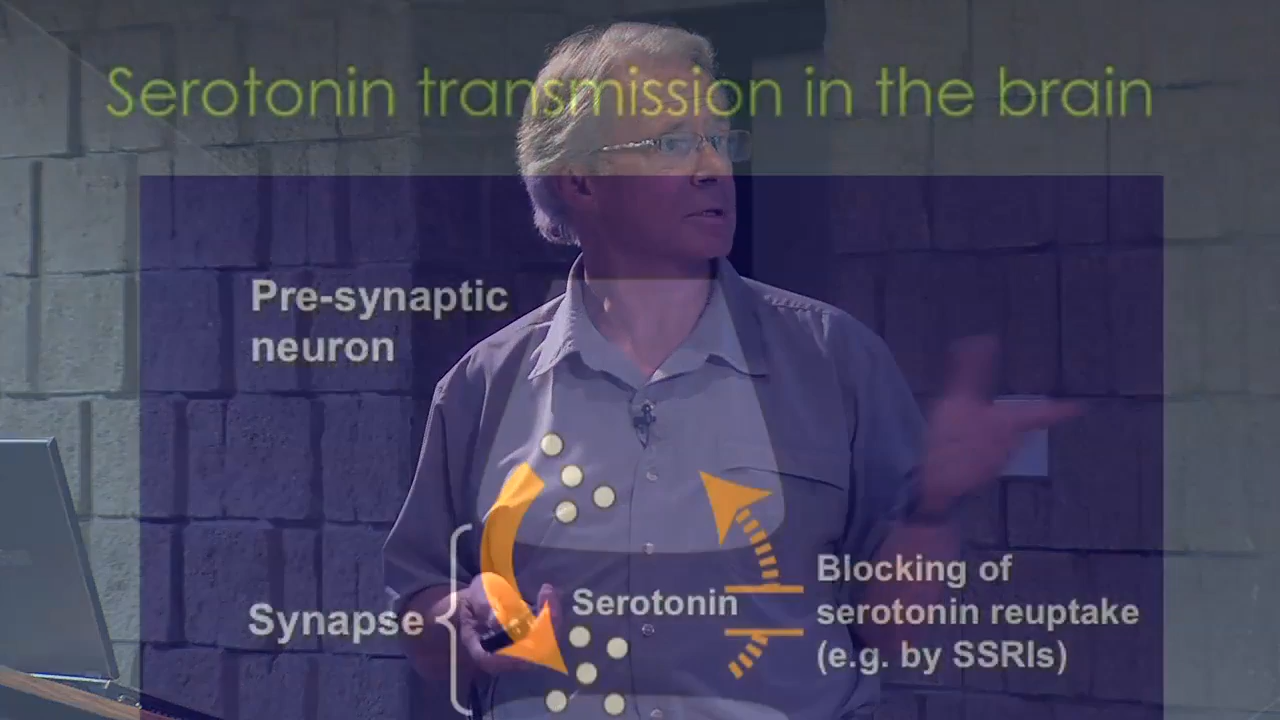 Serotonin transmission in the brain
Pre-synaptic
neuron
Synapse
Serotonin
Blocking of
serotonin reuptake
(e.g. by SSRIs)